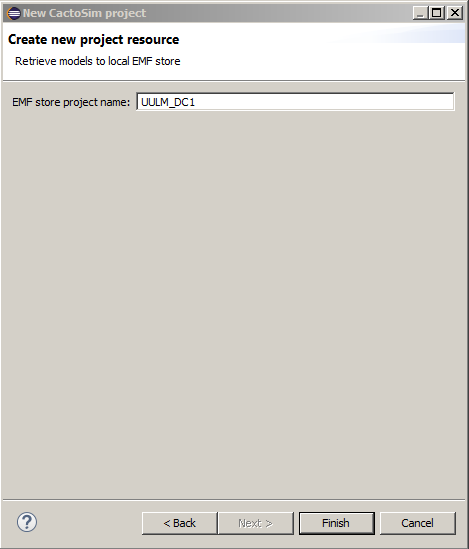 New CactoSim project
Create new project resource
Retrieve models to local EMF store
EMF store project name: UULM_DC1
?
< Back Next > Finish Cancel